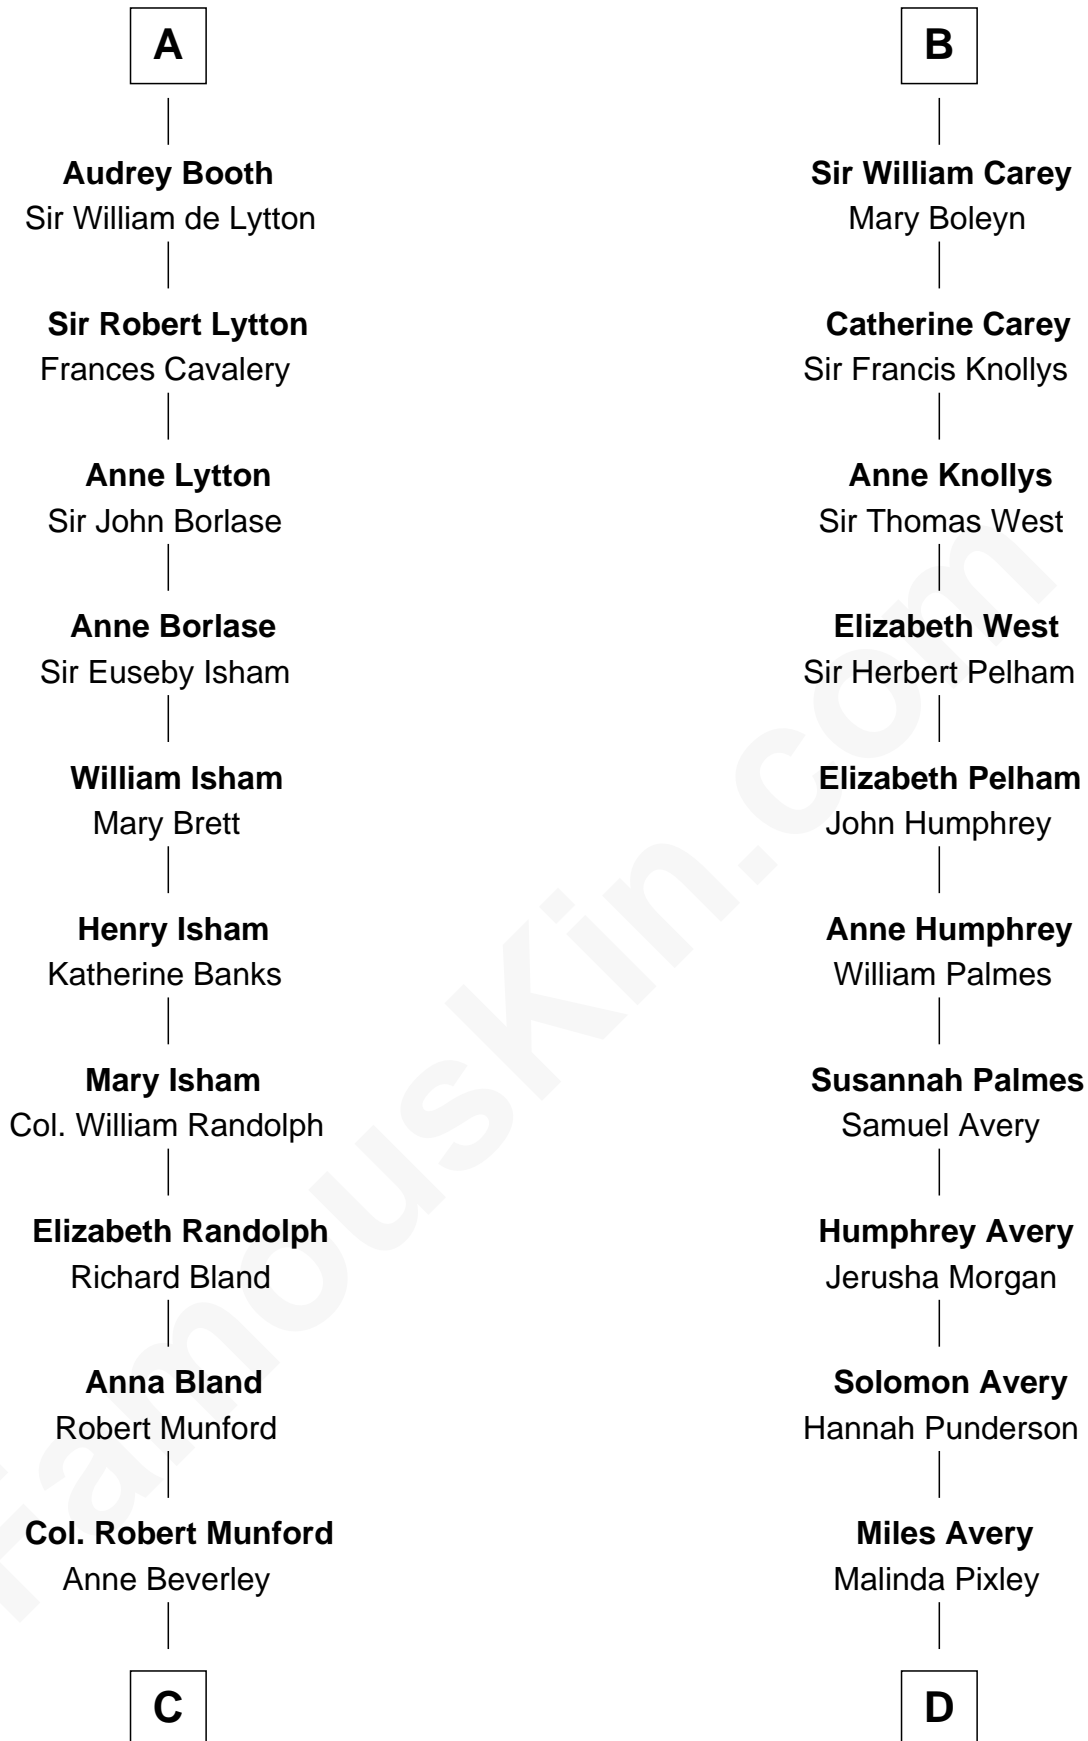 A
Audrey Booth
Sir William de Lytton
Sir Robert Lytton
Frances Cavalery
Anne Lytton
Sir John Borlase
Anne Borlase
Sir Euseby Isham
William Isham
Mary Brett
Henry Isham
Katherine Banks
Mary Isham
Col. William Randolph
Elizabeth Randolph
Richard Bland
Anna Bland
Robert Munford
Col. Robert Munford
Anne Beverley
C
B
Sir William Carey
Mary Boleyn
Catherine Carey
Sir Francis Knollys
Anne Knollys
Sir Thomas West
Elizabeth West
Sir Herbert Pelham
Elizabeth Pelham
John Humphrey
Anne Humphrey
William Palmes
Susannah Palmes
Samuel Avery
Humphrey Avery
Jerusha Morgan
Solomon Avery
Hannah Punderson
Miles Avery
Malinda Pixley
D
FamousKin.com